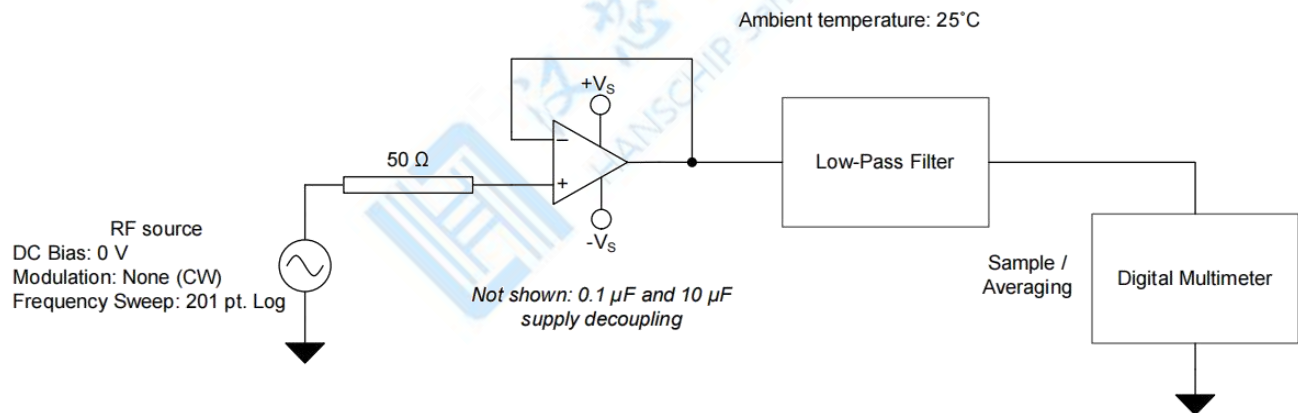 Ambient temperature: 25˚C
+VS
50 Ω
−
+
-VS
Low-Pass Filter
RF source
DC Bias: 0 V
Modulation: None (CW)
Frequency Sweep: 201 pt. Log
Not shown: 0.1 µF and 10 µF
supply decoupling
Sample /
Averaging
Digital Multimeter
HANSCHIP